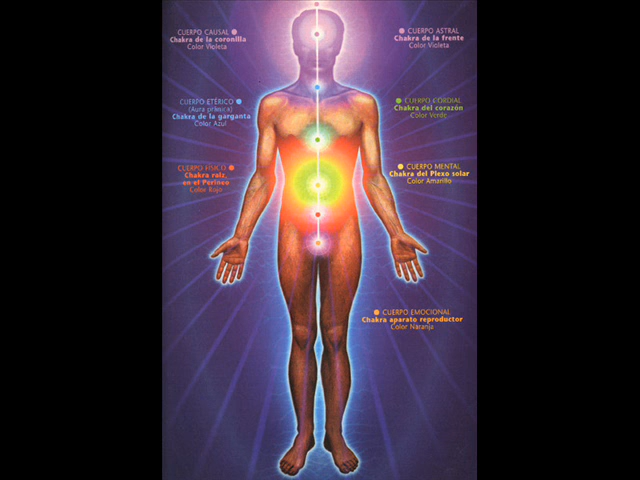 CUERPO CAUSAL
Chakra de la coronilla
Color Violeta
CUERPO ASTRAL
Chakra de la frente
Color Violeta
CUERPO ETÉRICO
(Aura pránica)
Chakra de la garganta
Color Azul
CUERPO CORDIAL
Chakra del corazón
Color Verde
CUERPO FISICO
Chakra raíz,
en el Perineo
Color Rojo
CUERPO MENTAL
Chakra del Plexo solar
Color Amarillo
CUERPO EMOCIONAL
Chakra aparato reproductor
Color Naranja